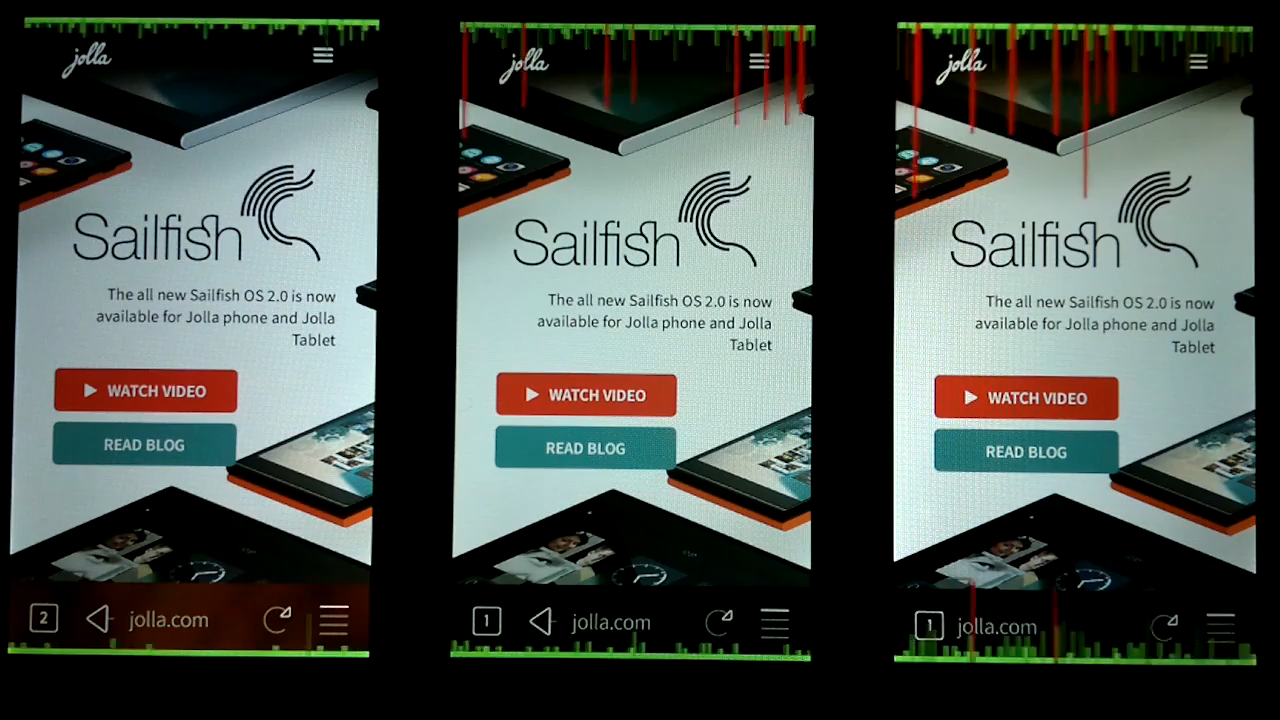 jolla
Sailfish
The all new Sailfish OS 2.0 is now
available for Jolla phone and Jolla
Tablet
WATCH VIDEO
READ BLOG
2
jolla.com
jolla
Sailfish
The all new Sailfish OS 2.0 is now
available for Jolla phone and Jolla
Tablet
WATCH VIDEO
READ BLOG
1
jolla.com
jolla
Sailfish
The all new Sailfish OS 2.0 is now
available for Jolla phone and Jolla
Tablet
WATCH VIDEO
READ BLOG
1
jolla.com